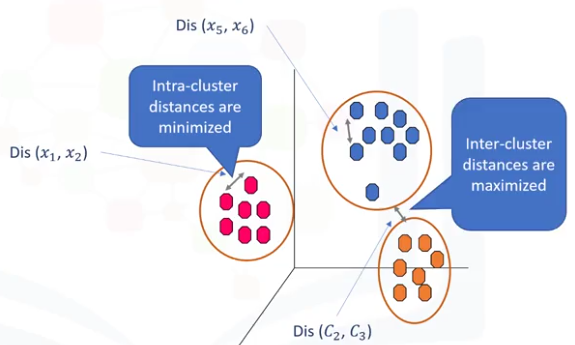 Dis (x₅, x₆)
Intra-cluster
distances are
minimized
Dis (x₁, x₂)
Inter-cluster
distances are
maximized
Dis (C₂, C₃)